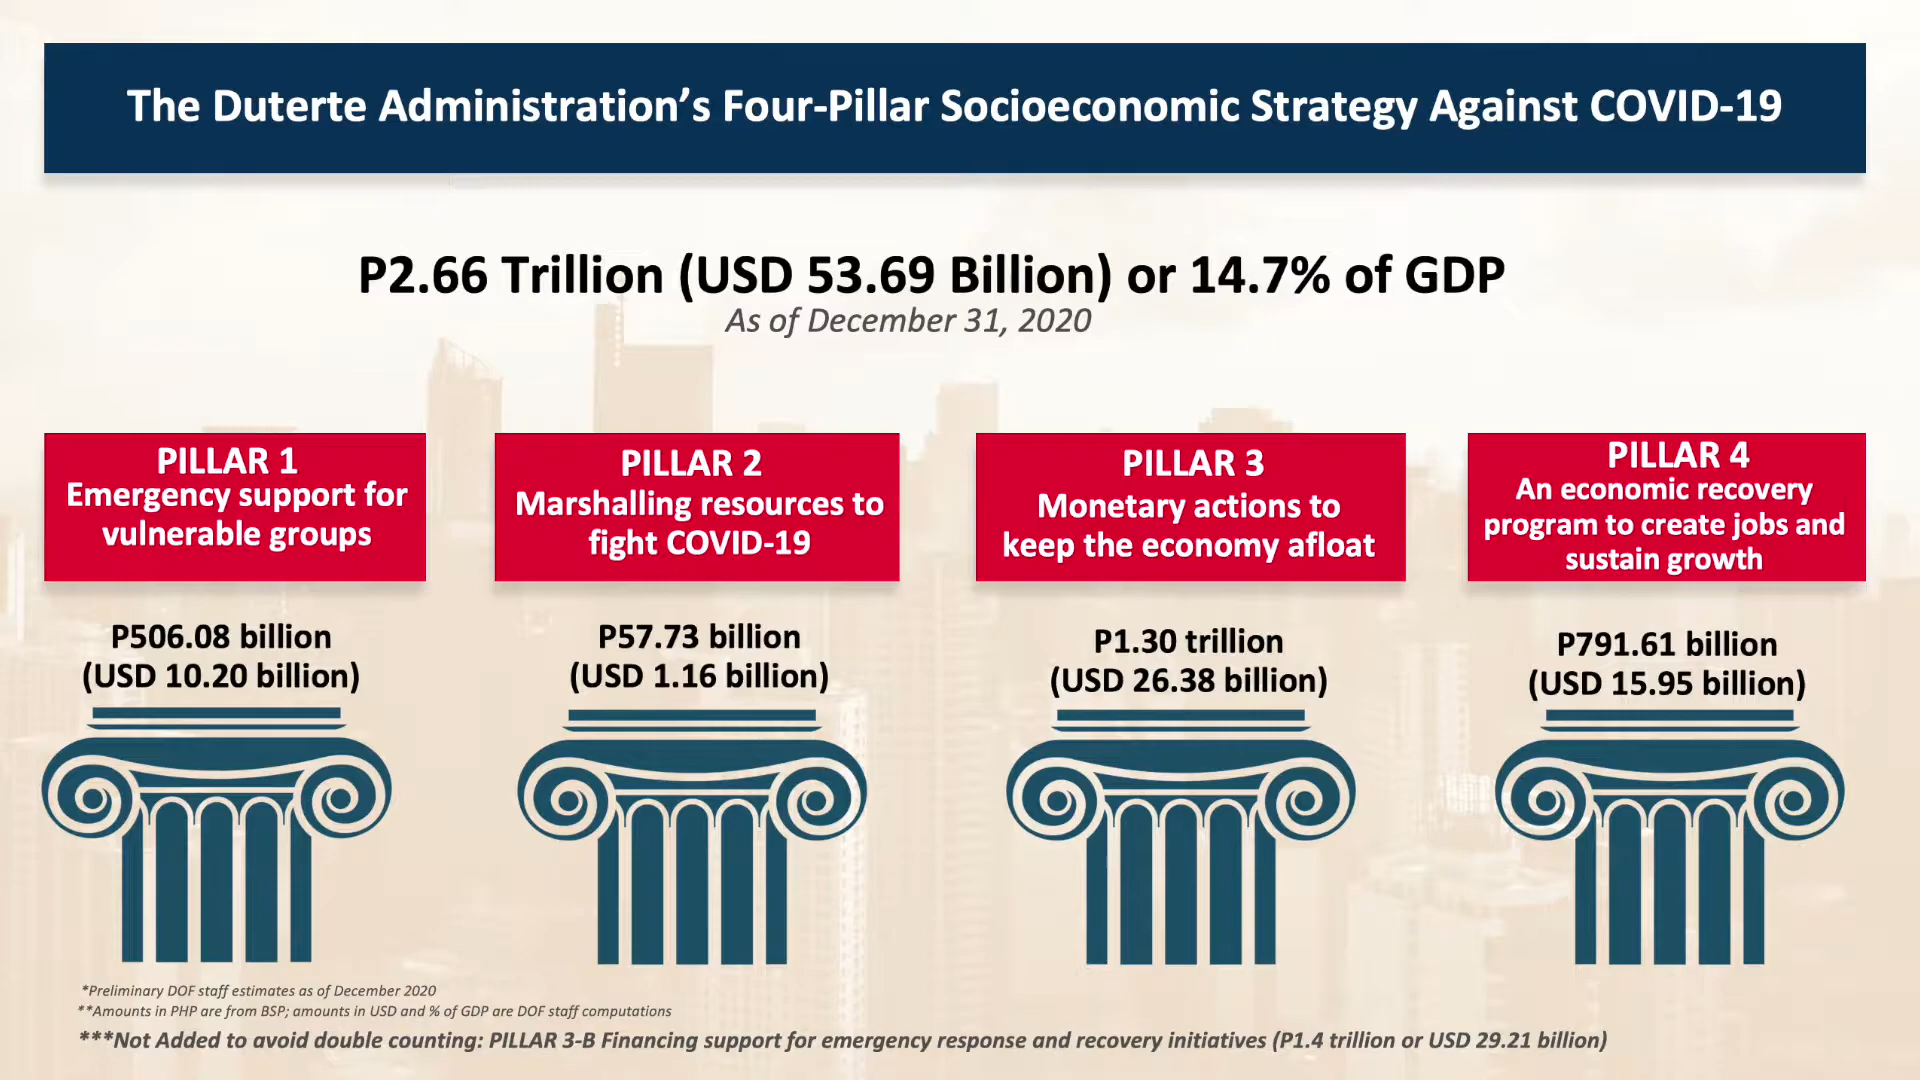 The Duterte Administration’s Four-Pillar Socioeconomic Strategy Against COVID-19
P2.66 Trillion (USD 53.69 Billion) or 14.7% of GDP
As of December 31, 2020
PILLAR 1
Emergency support for
vulnerable groups
P506.08 billion
(USD 10.20 billion)
PILLAR 2
Marshalling resources to
fight COVID-19
P57.73 billion
(USD 1.16 billion)
PILLAR 3
Monetary actions to
keep the economy afloat
P1.30 trillion
(USD 26.38 billion)
PILLAR 4
An economic recovery
program to create jobs and
sustain growth
P791.61 billion
(USD 15.95 billion)
*Preliminary DOF staff estimates as of December 2020
**Amounts in PHP are from BSP; amounts in USD and % of GDP are DOF staff computations
***Not Added to avoid double counting: PILLAR 3-B Financing support for emergency response and recovery initiatives (P1.4 trillion or USD 29.21 billion)